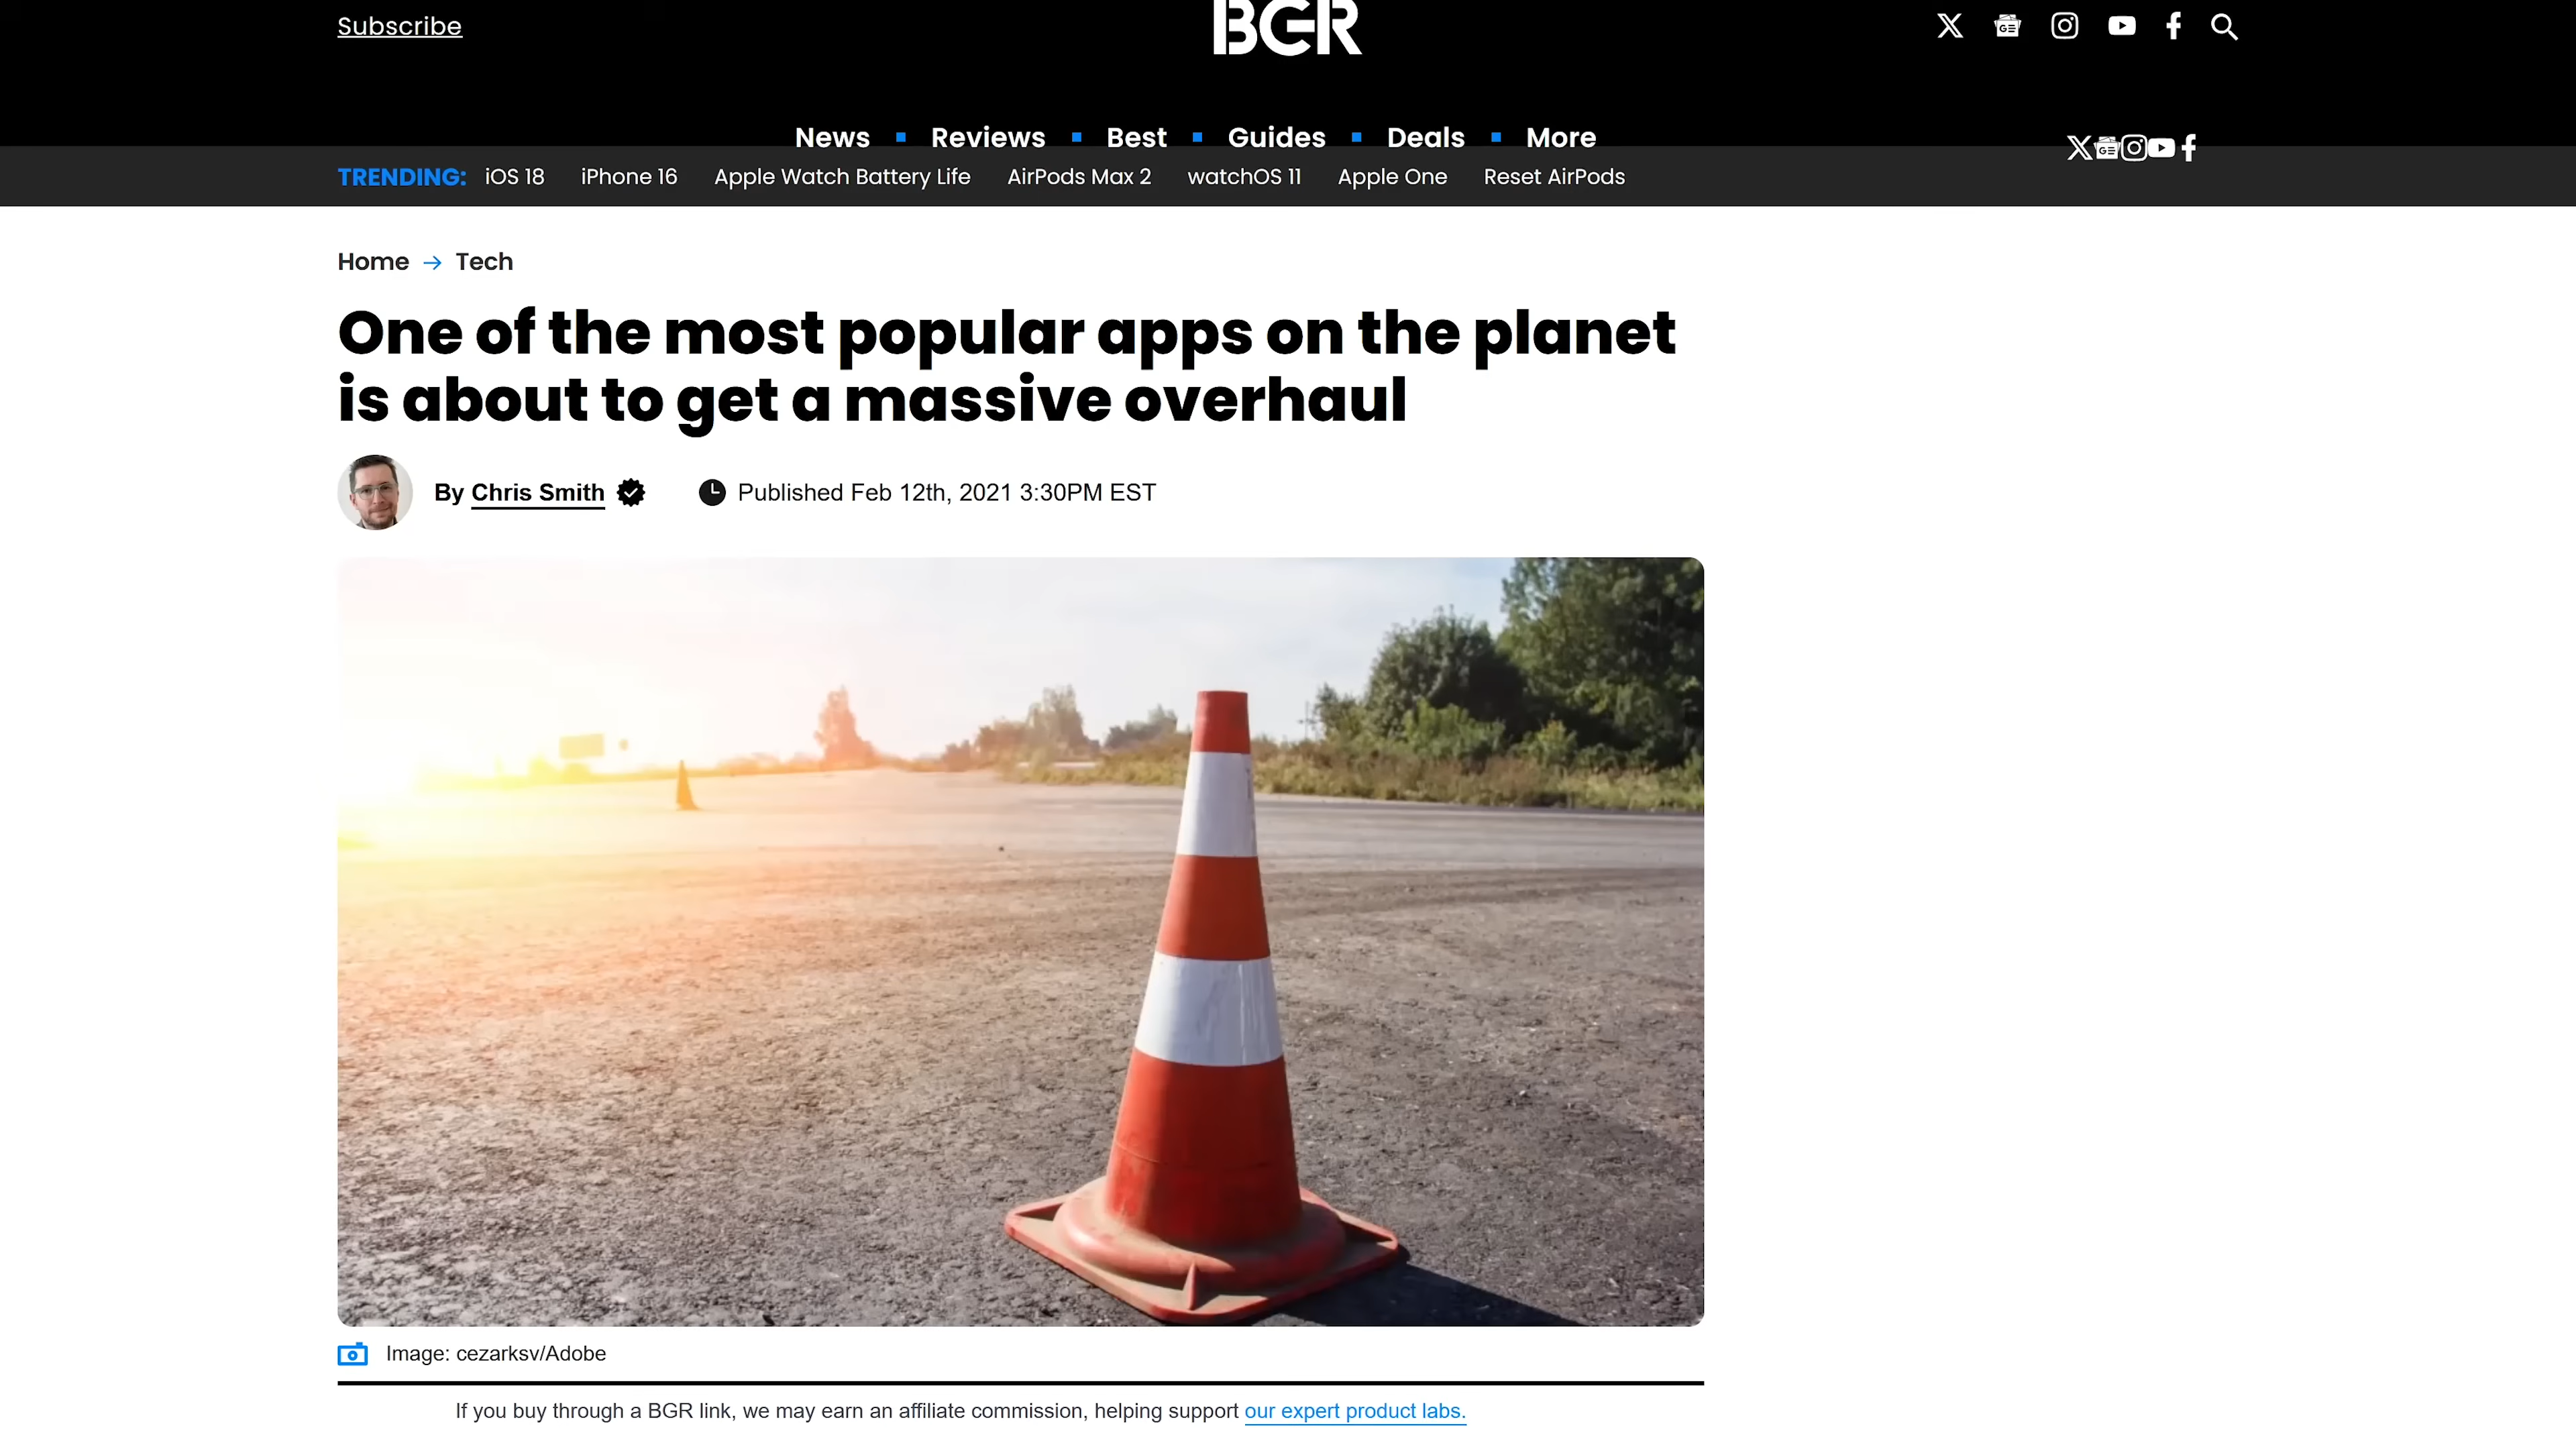 Subscribe
BGR
News Reviews Best Guides Deals More
TRENDING: iOS 18 iPhone 16 Apple Watch Battery Life AirPods Max 2 watchOS 11 Apple One Reset AirPods
Home → Tech
One of the most popular apps on the planet
is about to get a massive overhaul
By Chris Smith Published Feb 12th, 2021 3:30PM EST
Image: cezarksv/Adobe
If you buy through a BGR link, we may earn an affiliate commission, helping support our expert product labs.